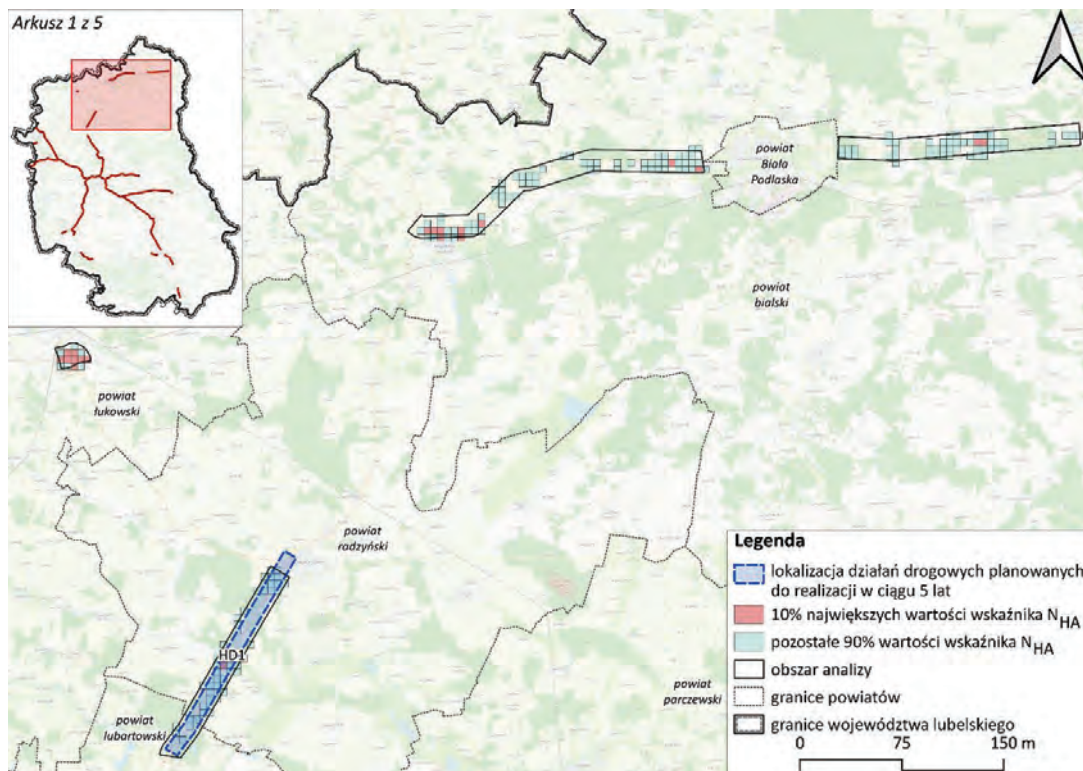 Arkusz 1 z 5
powiat
Biała
Podlaska
powiat
bialski
powiat
łukowski
powiat
radzyński
HD1
powiat
lubartowski
powiat
parczewski
Legenda
lokalizacja działań drogowych planowanych
do realizacji w ciągu 5 lat
10% największych wartości wskaźnika N_HA
pozostałe 90% wartości wskaźnika N_HA
obszar analizy
granice powiatów
granice województwa lubelskiego
0 75 150 m